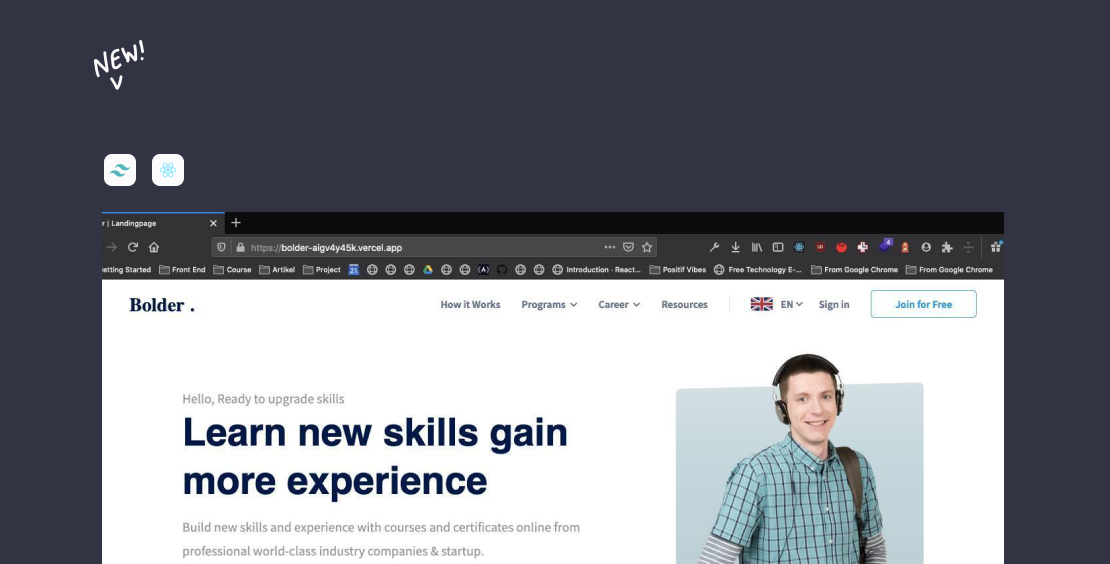 NEW!
r | Landingpage
https://bolder-aigv4y45k.vercel.app
4
etting Started Front End Course Artikel Project 21 Introduction - React... Positif Vibes Free Technology E-... From Google Chrome From Google Chrome
Bolder . How it Works Programs Career Resources EN Sign in Join for Free
Hello, Ready to upgrade skills
Learn new skills gain
more experience
Build new skills and experience with courses and certificates online from
professional world-class industry companies & startup.